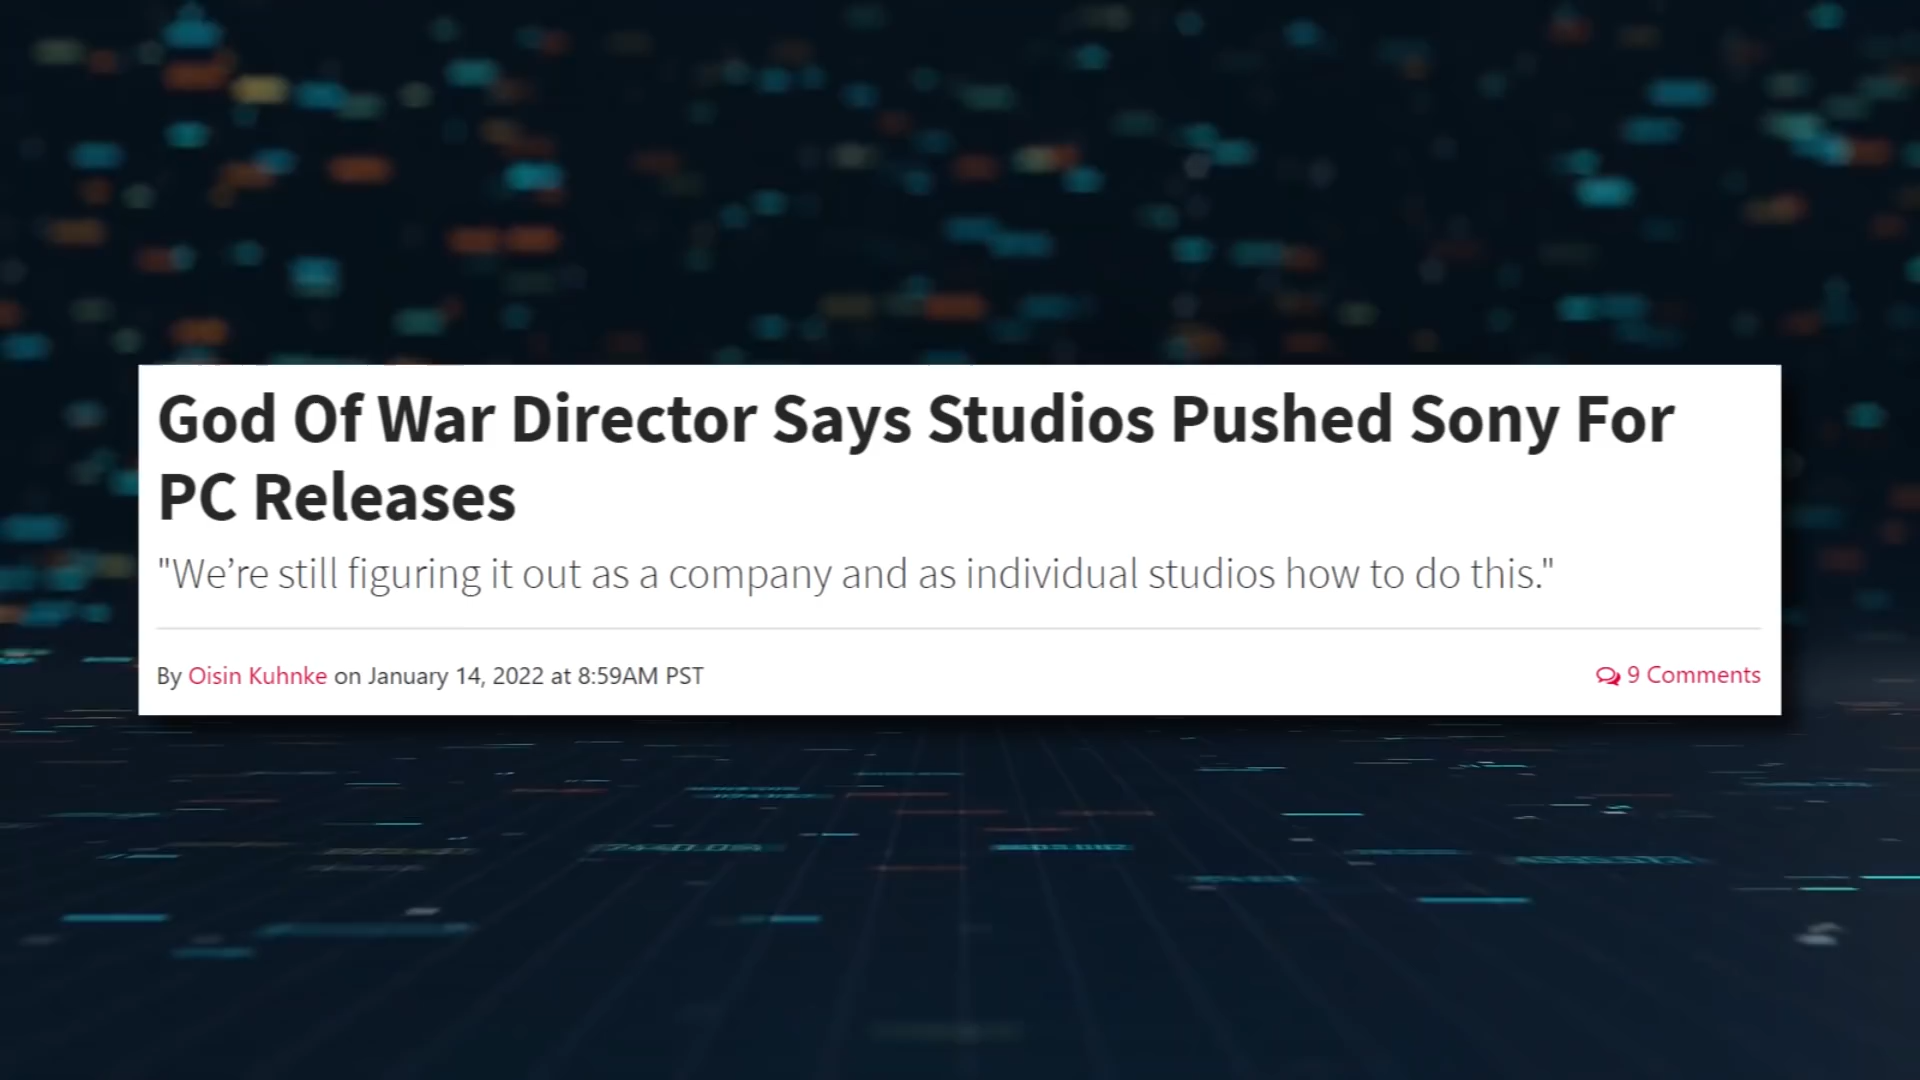 God Of War Director Says Studios Pushed Sony For
PC Releases
"We’re still figuring it out as a company and as individual studios how to do this."
By Oisin Kuhnke on January 14, 2022 at 8:59AM PST
9 Comments